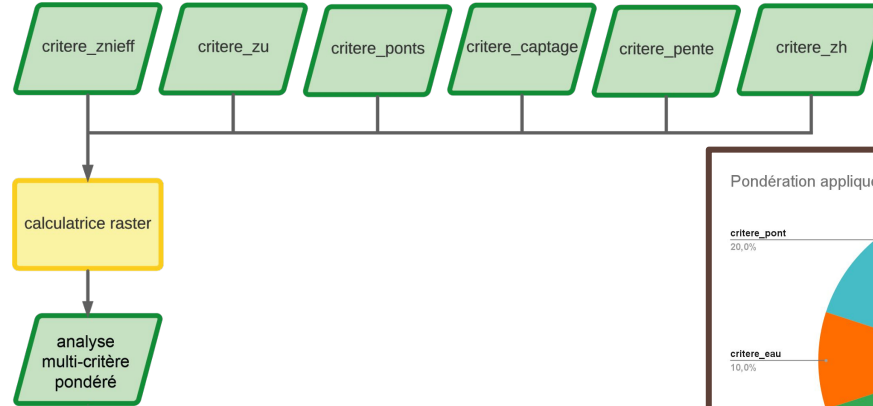 critere_znieff
critere_zu
critere_ponts
critere_captage
critere_pente
critere_zh
calculatrice raster
analyse
multi-critère
pondéré
Pondération applique
critere_pont
20,0%
critere_eau
10,0%